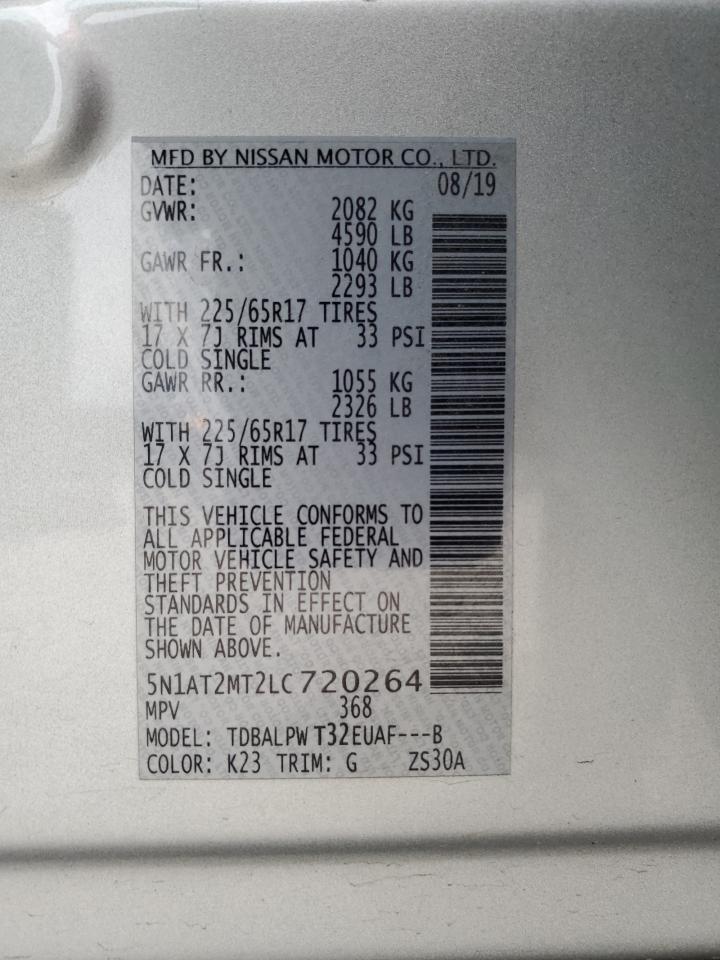 MFD BY NISSAN MOTOR CO., LTD.
DATE: 08/19
GVWR: 2082 KG
4590 LB
GAWR FR.: 1040 KG
2293 LB
WITH 225/65R17 TIRES
17 X 7J RIMS AT 33 PSI
COLD SINGLE
GAWR RR.: 1055 KG
2326 LB
WITH 225/65R17 TIRES
17 X 7J RIMS AT 33 PSI
COLD SINGLE
THIS VEHICLE CONFORMS TO
ALL APPLICABLE FEDERAL
MOTOR VEHICLE SAFETY AND
THEFT PREVENTION
STANDARDS IN EFFECT ON
THE DATE OF MANUFACTURE
SHOWN ABOVE.
5N1AT2MT2LC720264
MPV 368
MODEL: TDBALPWT32EUAF---B
COLOR: K23 TRIM: G ZS30A